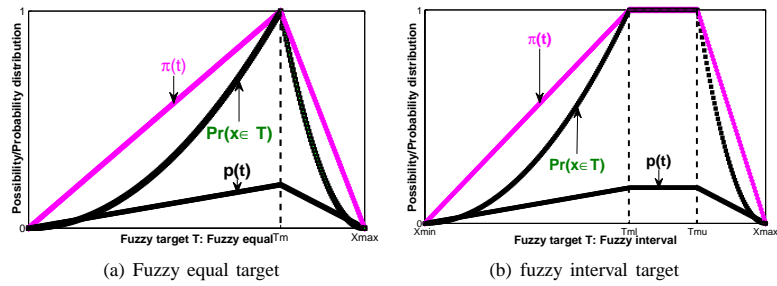 Possibility/Probability distribution
1
0
π(t)
Pr(x∈ T)
p(t)
Tm
Xmax
Fuzzy target T: Fuzzy equal
(a) Fuzzy equal target
Possibility/Probability distribution
1
0
π(t)
Pr(x∈T)
p(t)
Xmin
Tml
Tmu
Xmax
Fuzzy target T: Fuzzy interval
(b) fuzzy interval target